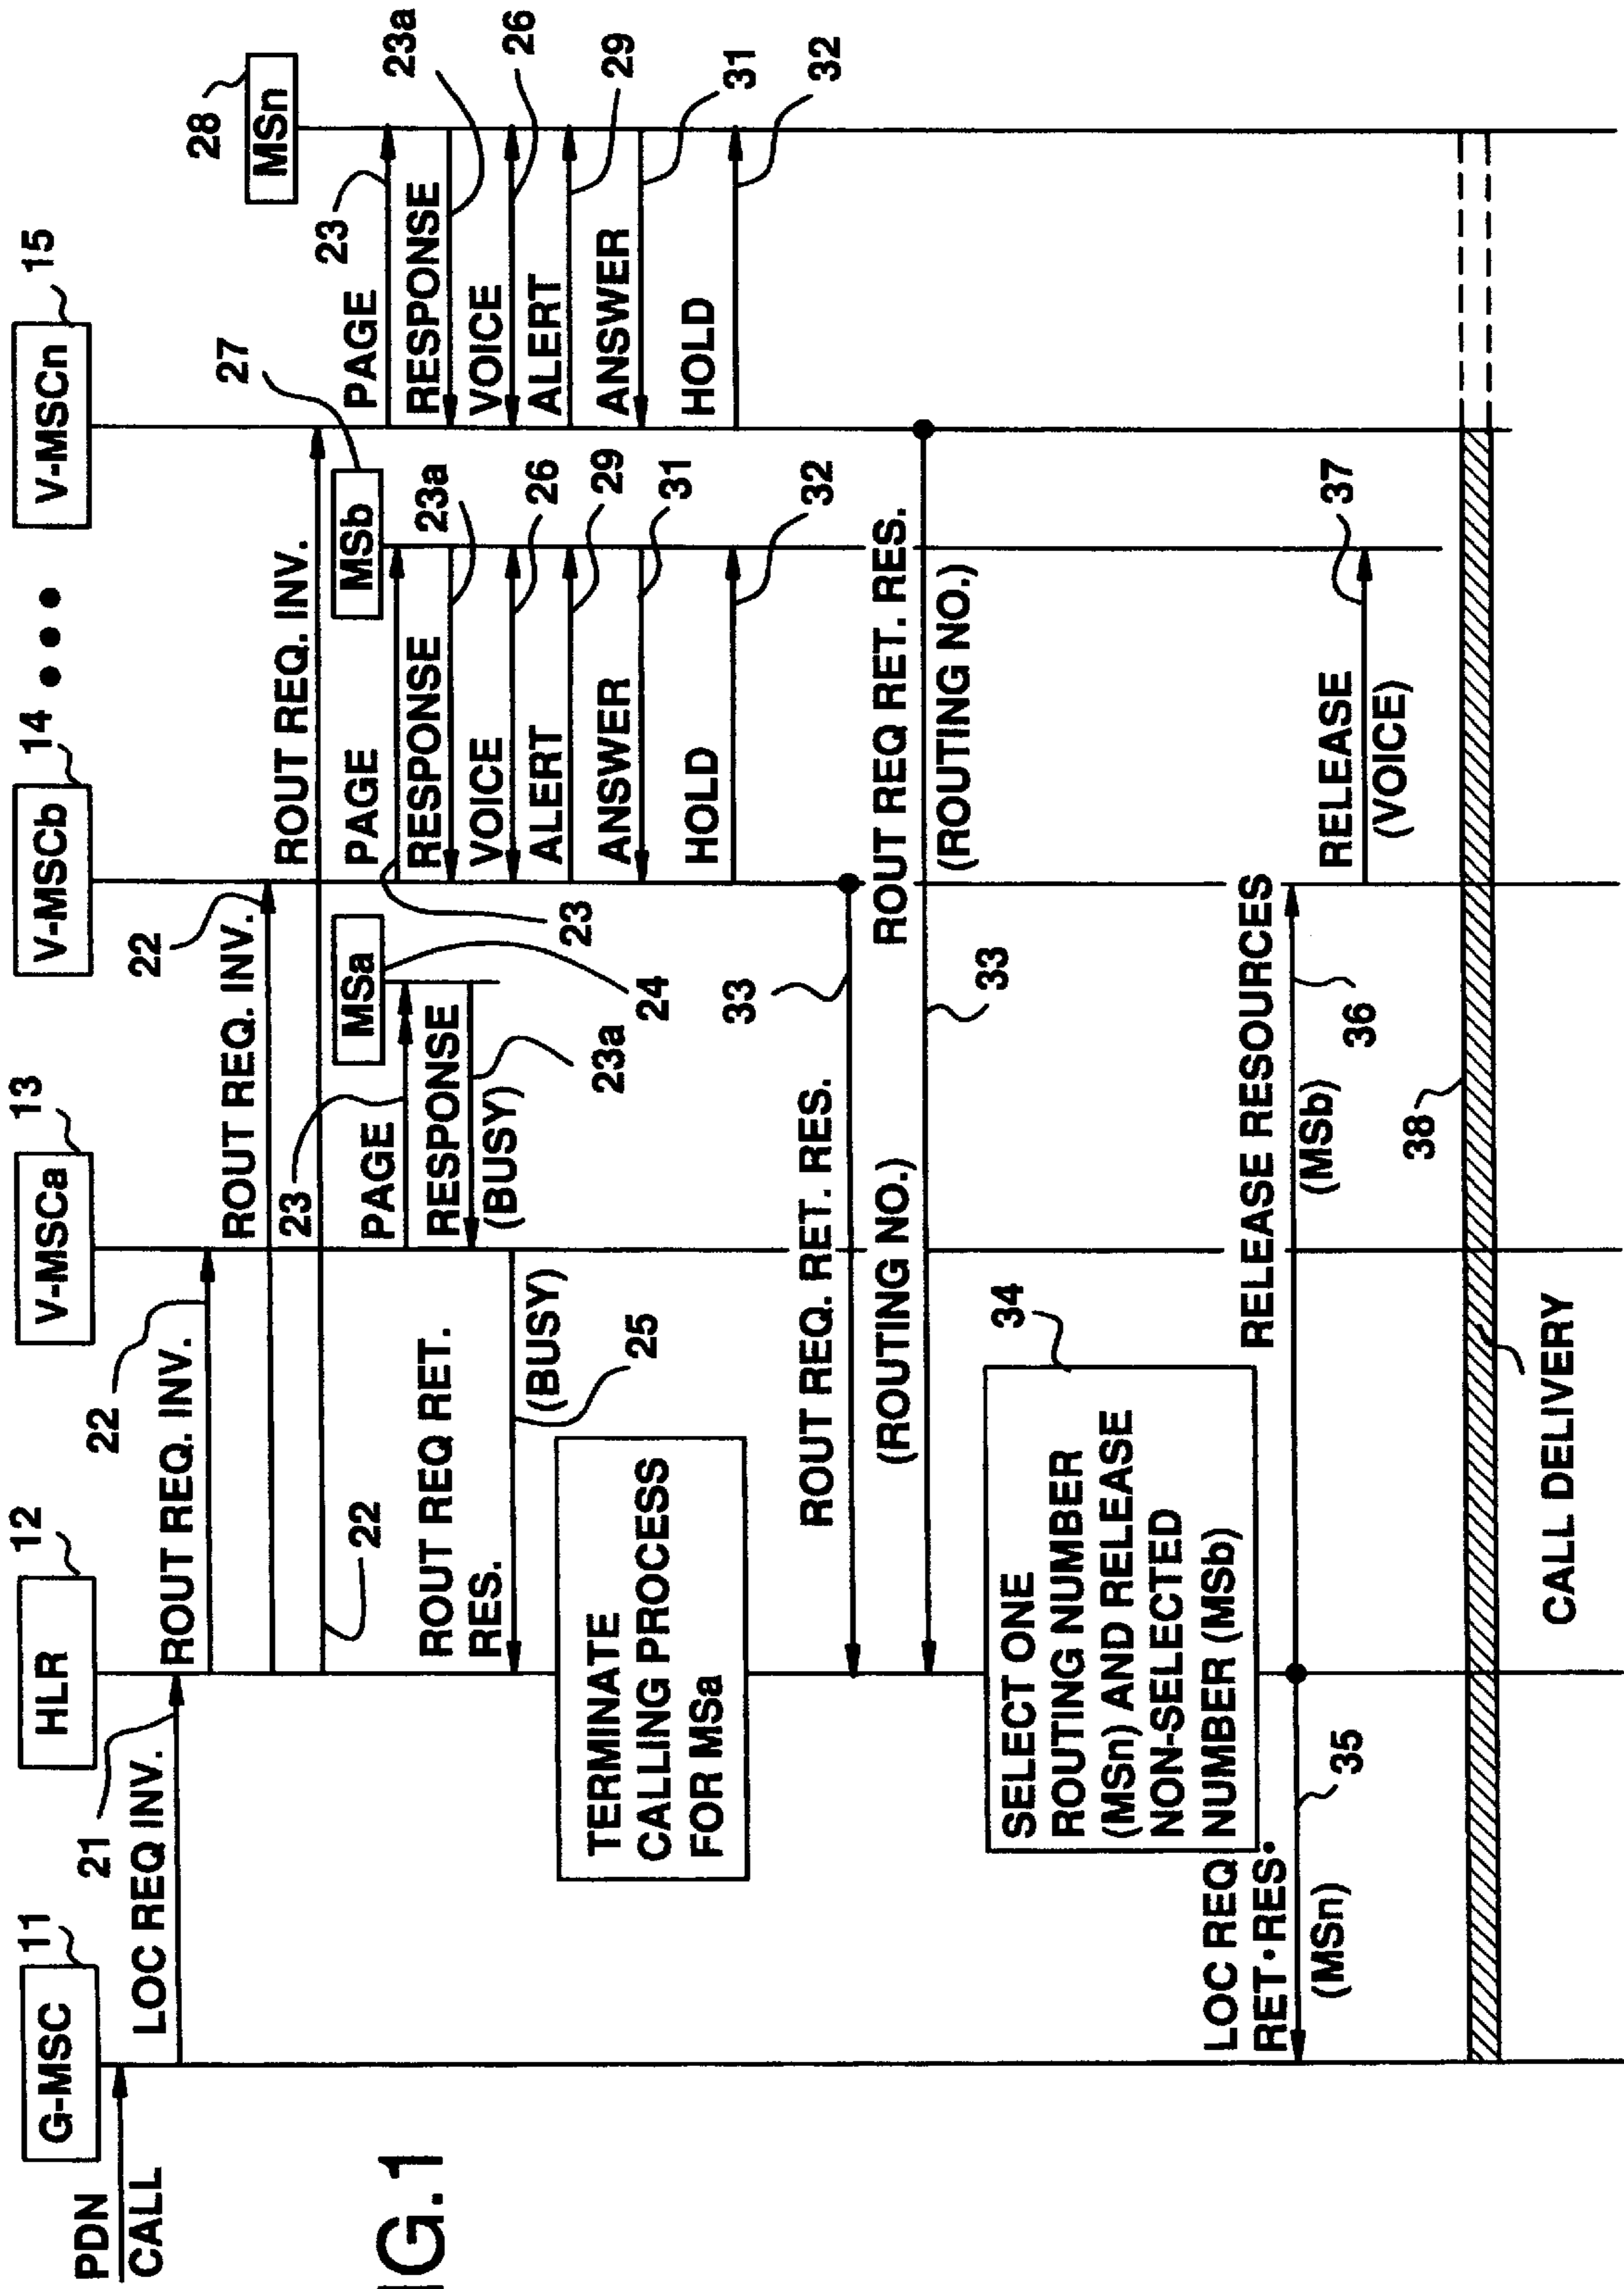 PDN
CALL
G-MSC
11
HLR
12
V-MSCa
13
V-MSCb
14
V-MSCn
15
LOC REQ INV.
21
ROUT REQ. INV.
22
ROUT REQ. INV.
22
ROUT REQ. INV.
22
MSa
24
MSb
27
MSn
28
PAGE
23
RESPONSE
(BUSY)
23a
ROUT REQ RET.
RES.
(BUSY)
25
TERMINATE
CALLING PROCESS
FOR MSa
PAGE
23
RESPONSE
23a
VOICE
26
ALERT
29
ANSWER
31
HOLD
32
PAGE
23
RESPONSE
23a
VOICE
26
ALERT
29
ANSWER
31
HOLD
32
ROUT REQ. RET. RES.
(ROUTING NO.)
33
ROUT REQ RET. RES.
(ROUTING NO.)
33
SELECT ONE
ROUTING NUMBER
(MSn) AND RELEASE
NON-SELECTED
NUMBER (MSb)
34
LOC REQ
RET·RES.
(MSn)
35
RELEASE RESOURCES
(MSb)
36
RELEASE
(VOICE)
37
38
CALL DELIVERY
IG.1